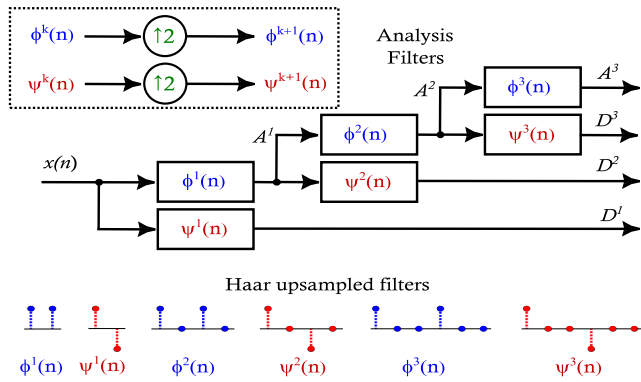 ϕᵏ(n) ↑2 ϕᵏ⁺¹(n)
ψᵏ(n) ↑2 ψᵏ⁺¹(n)
Analysis
Filters
A³
ϕ³(n)
A²
D³
A¹
ϕ²(n)
ψ³(n)
x(n)
D²
ϕ¹(n)
ψ²(n)
D¹
ψ¹(n)
Haar upsampled filters
ϕ¹(n) ψ¹(n) ϕ²(n) ψ²(n) ϕ³(n) ψ³(n)